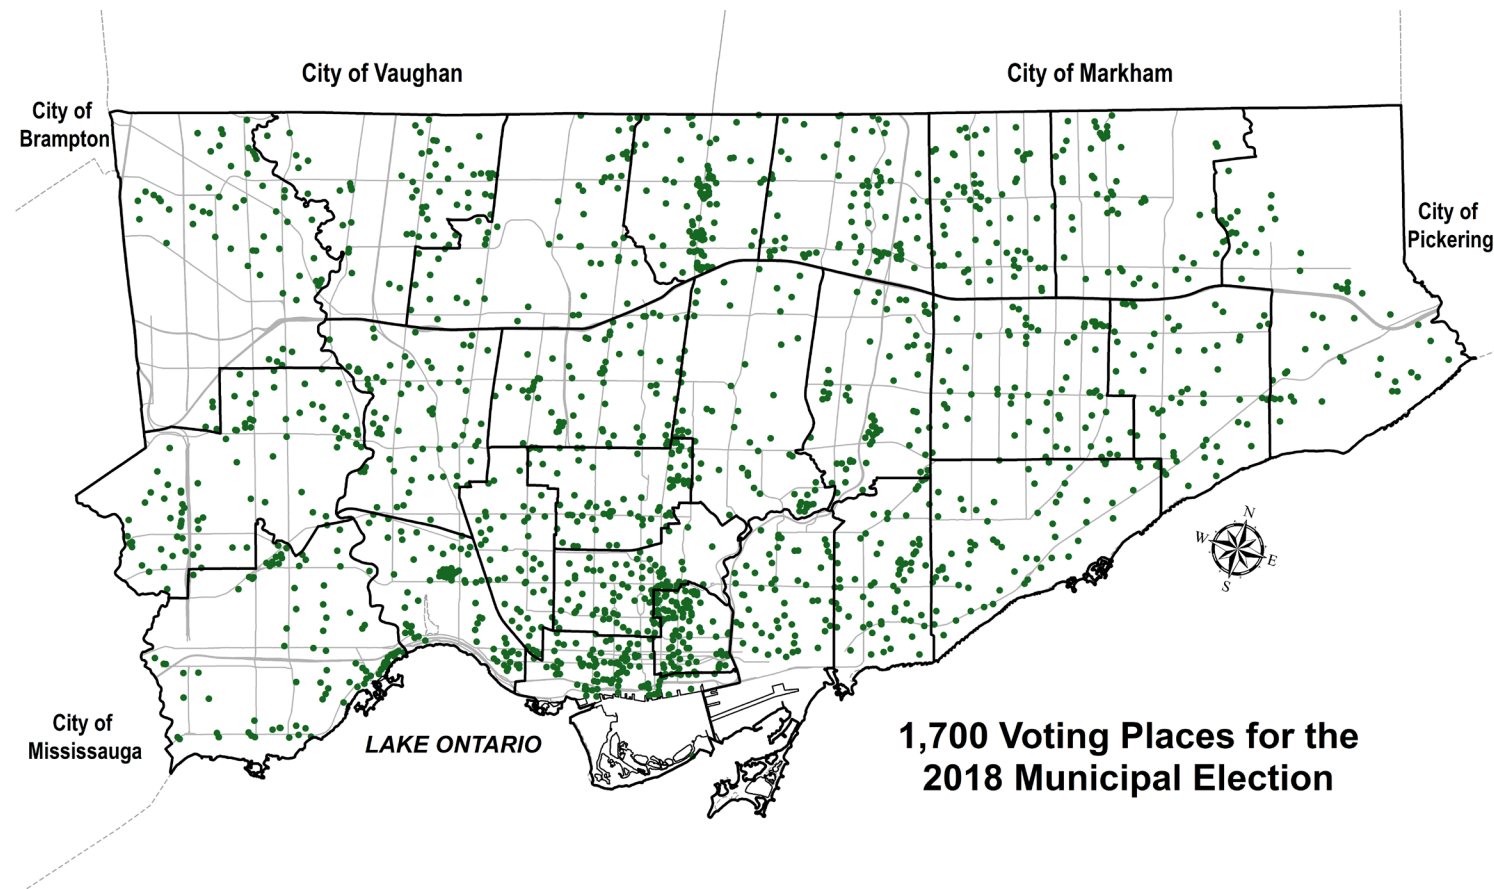 City of Vaughan
City of Markham
City of
Brampton
City of
Pickering
N
W
E
S
City of
Mississauga
LAKE ONTARIO
1,700 Voting Places for the
2018 Municipal Election